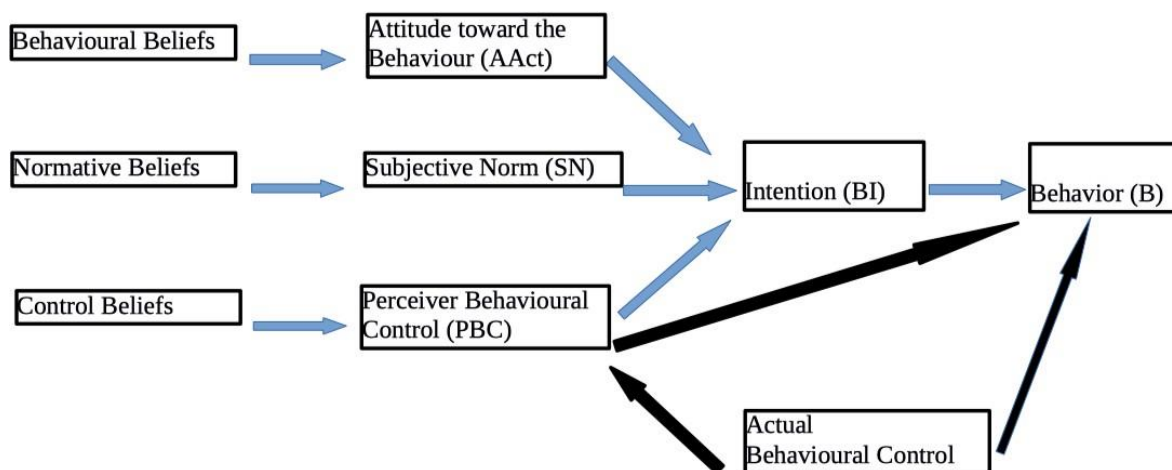 Behavioural Beliefs
Attitude toward the
Behaviour (AAct)
Normative Beliefs
Subjective Norm (SN)
Intention (BI)
Behavior (B)
Control Beliefs
Perceiver Behavioural
Control (PBC)
Actual
Behavioural Control